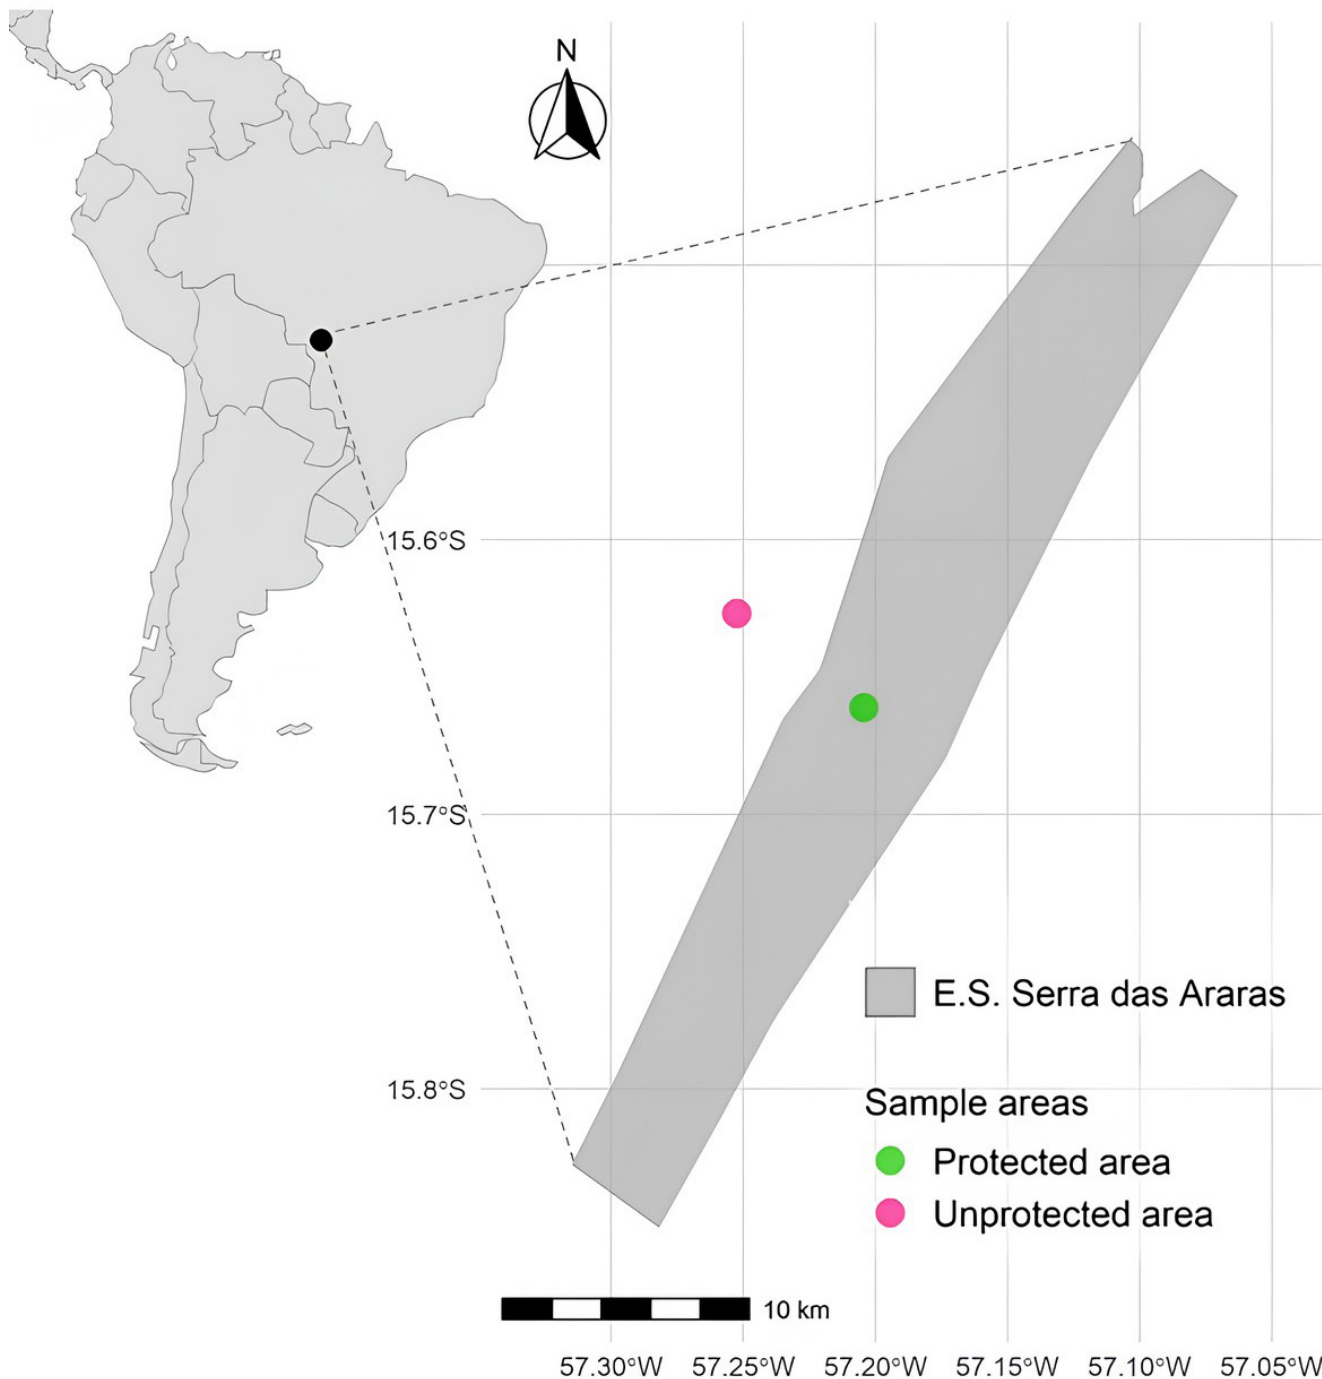 N
15.6°S
15.7°S
15.8°S
E.S. Serra das Araras
Sample areas
Protected area
Unprotected area
10 km
57.30°W 57.25°W 57.20°W 57.15°W 57.10°W 57.05°W